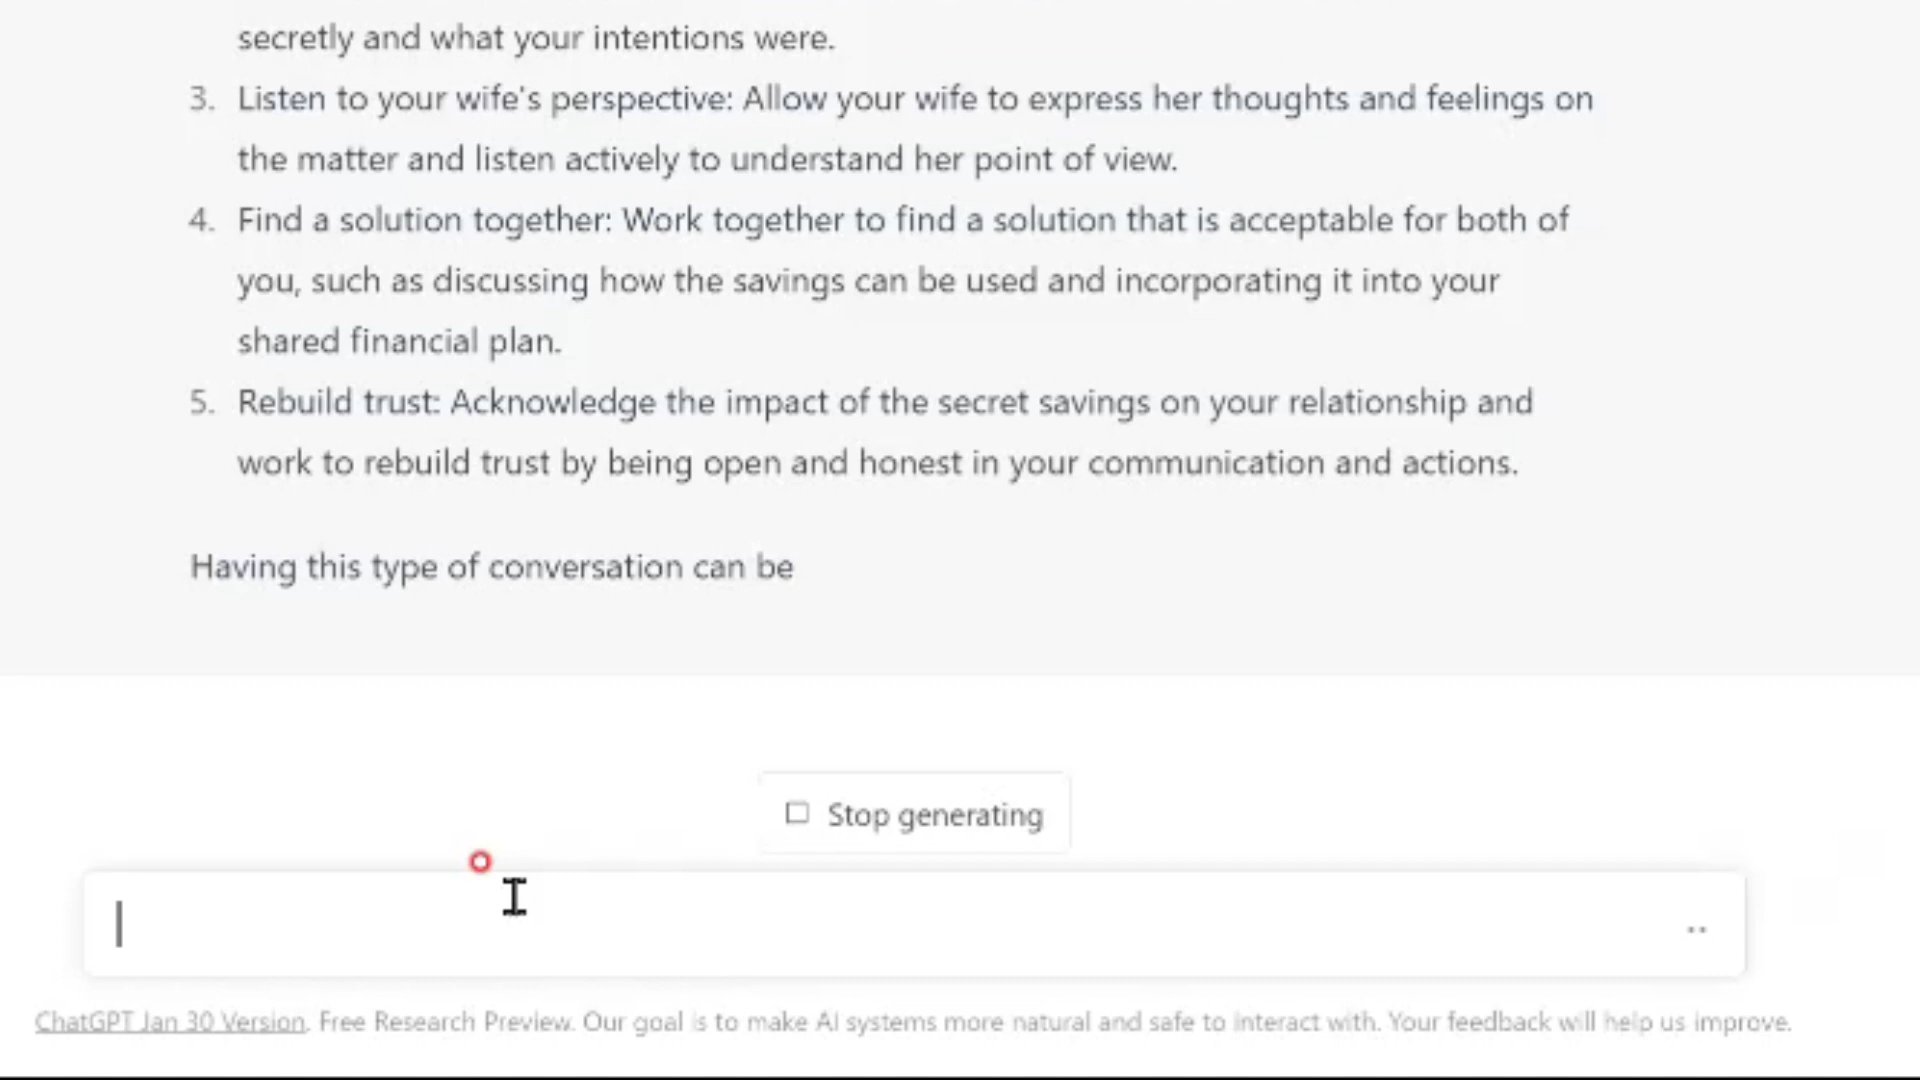 secretly and what your intentions were.
3. Listen to your wife's perspective: Allow your wife to express her thoughts and feelings on
the matter and listen actively to understand her point of view.
4. Find a solution together: Work together to find a solution that is acceptable for both of
you, such as discussing how the savings can be used and incorporating it into your
shared financial plan.
5. Rebuild trust: Acknowledge the impact of the secret savings on your relationship and
work to rebuild trust by being open and honest in your communication and actions.
Having this type of conversation can be
Stop generating
ChatGPT Jan 30 Version. Free Research Preview. Our goal is to make AI systems more natural and safe to interact with. Your feedback will help us improve.